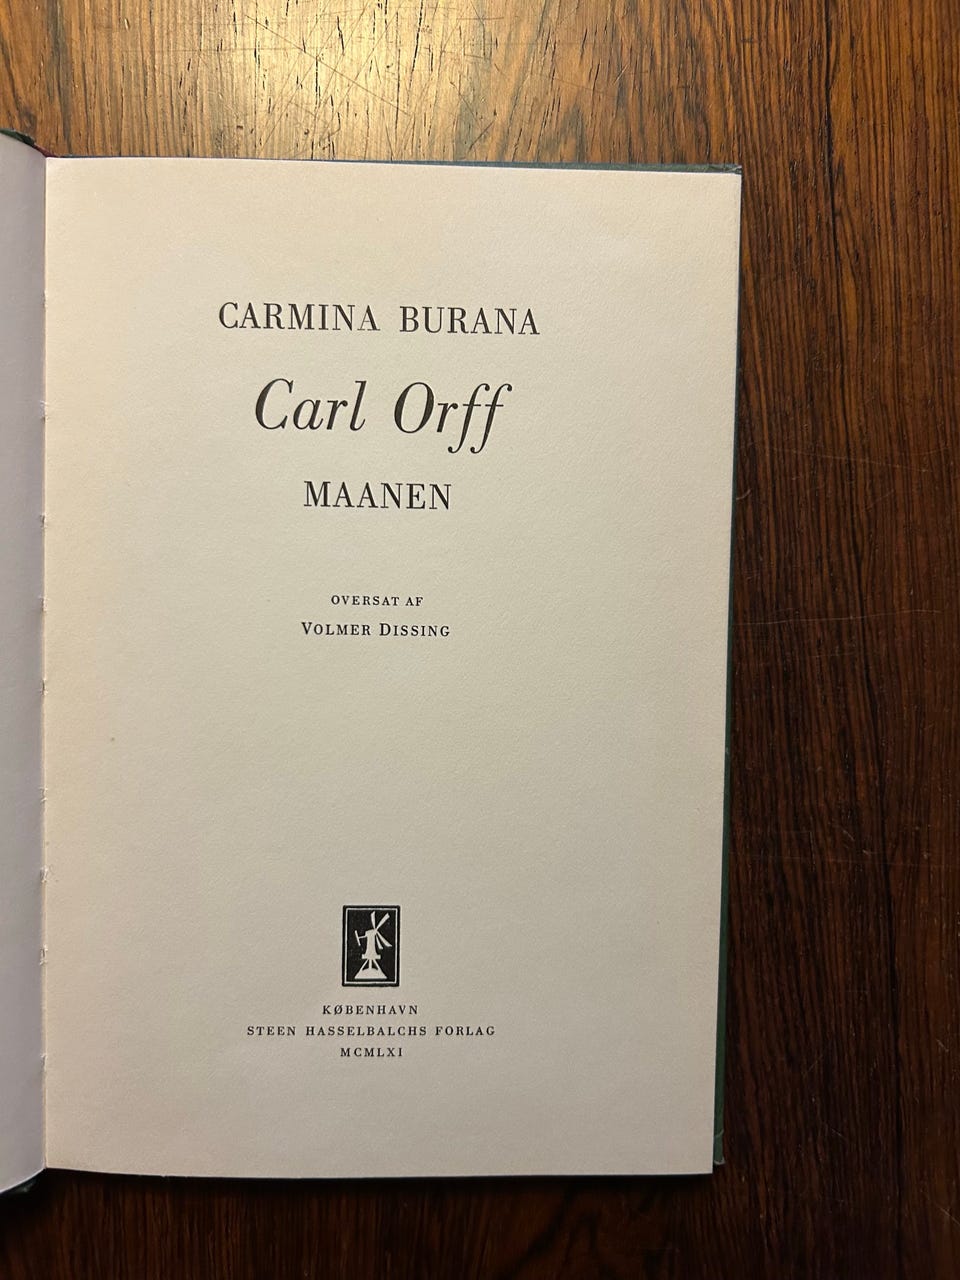 CARMINA BURANA
Carl Orff
MAANEN
OVERSAT AF
VOLMER DISSING
KØBENHAVN
STEEN HASSELBALCHS FORLAG
MCMLXI